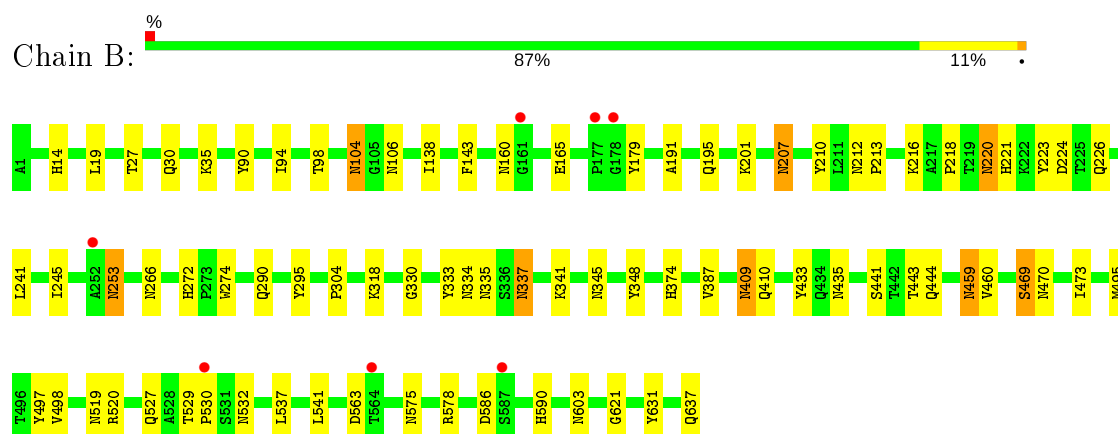 %
Chain B:
87% 11% •
A1 H14 L19 T27 Q30 K35 Y90 I94 T98 N104 G105 N106 I138 F143 N160 G161 E165 P177 G178 Y179 A191 Q195 K201 N207 Y210 L211 N212 P213 K216 A217 P218 T219 N220 H221 K222 Y223 D224 T225 Q226
L241 I245 A252 N253 N266 H272 P273 W274 Q290 Y295 P304 K318 G330 Y333 N334 N335 S336 N337 K341 N345 Y348 H374 V387 N409 Q410 Y433 Q434 N435 S441 T442 T443 Q444 N459 V460 S469 N470 I473 M495
T496 Y497 V498 N519 R520 Q527 A528 T529 P530 S531 N532 L537 L541 D563 T564 N575 R578 D586 S587 H590 N603 G621 Y631 Q637